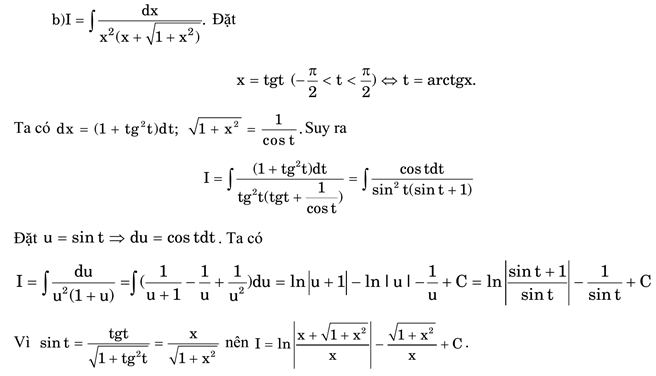 b)I = ∫ dx / (x²(x + √(1 + x²))). Đặt
x = tgt (−π/2 < t < π/2) ⇔ t = arctgx.
Ta có dx = (1 + tg²t)dt; √(1 + x²) = 1/cos t. Suy ra
I = ∫ (1 + tg²t)dt / (tg²t(tgt + 1/cos t)) = ∫ cos tdt / (sin² t(sin t + 1))
Đặt u = sin t ⇒ du = cos tdt. Ta có
I = ∫ du / (u²(1 + u)) = ∫(1/(u + 1) − 1/u + 1/u²)du = ln|u + 1| − ln | u | − 1/u + C = ln|(sin t + 1)/sin t| − 1/sin t + C
Vì sin t = tgt/√(1 + tg²t) = x/√(1 + x²) nên I = ln|(x + √(1 + x²))/x| − √(1 + x²)/x + C.